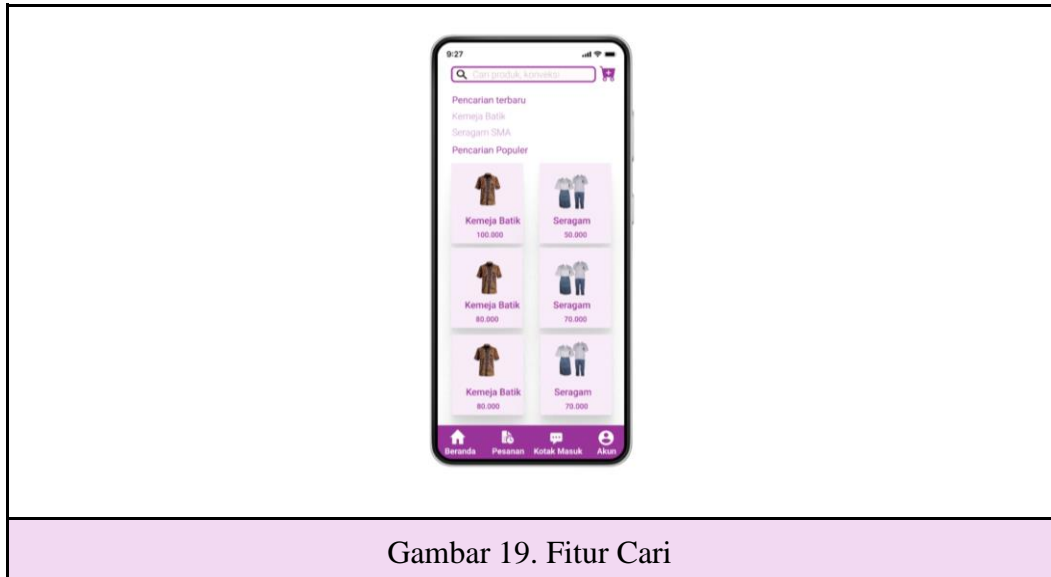 9:27
Cari produk, konveksi
Pencarian terbaru
Kemeja Batik
Seragam SMA
Pencarian Populer
Kemeja Batik Seragam
100.000 50.000
Kemeja Batik Seragam
80.000 70.000
Kemeja Batik Seragam
80.000 70.000
Beranda Pesanan Kotak Masuk Akun
Gambar 19. Fitur Cari